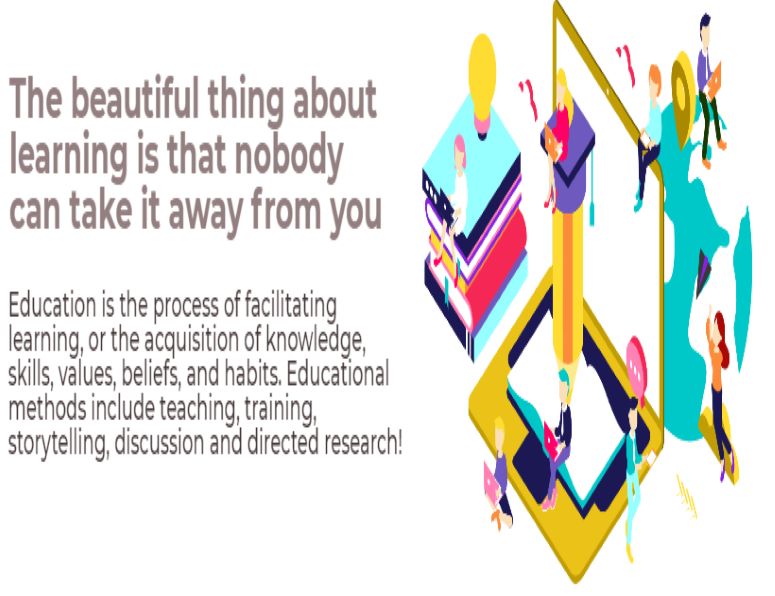 The beautiful thing about
learning is that nobody
can take it away from you
Education is the process of facilitating
learning, or the acquisition of knowledge,
skills, values, beliefs, and habits. Educational
methods include teaching, training,
storytelling, discussion and directed research!